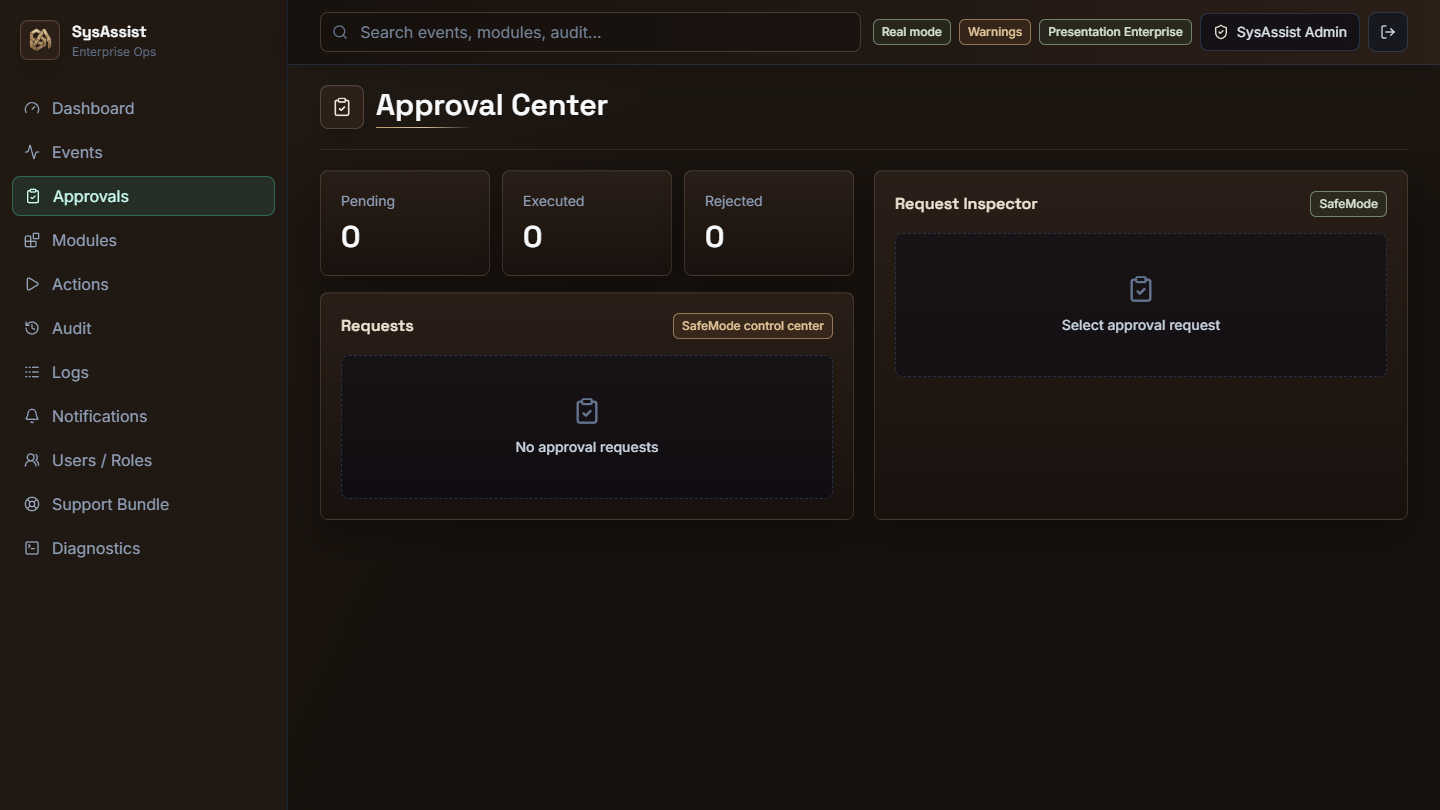 SysAssist
Enterprise Ops
Dashboard
Events
Approvals
Modules
Actions
Audit
Logs
Notifications
Users / Roles
Support Bundle
Diagnostics
Search events, modules, audit...
Real mode
Warnings
Presentation Enterprise
SysAssist Admin
Approval Center
Pending
0
Executed
0
Rejected
0
Requests
SafeMode control center
No approval requests
Request Inspector
SafeMode
Select approval request